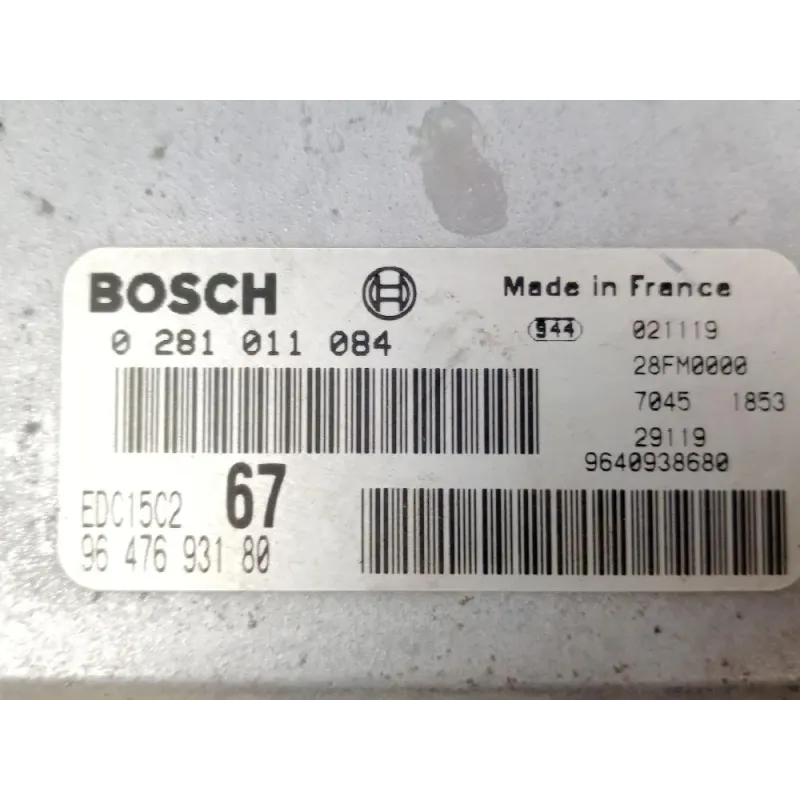 BOSCH
Made in France
0 281 011 084
944 021119
28FM0000
7045 1853
29119
9640938680
EDC15C2 67
96 476 931 80